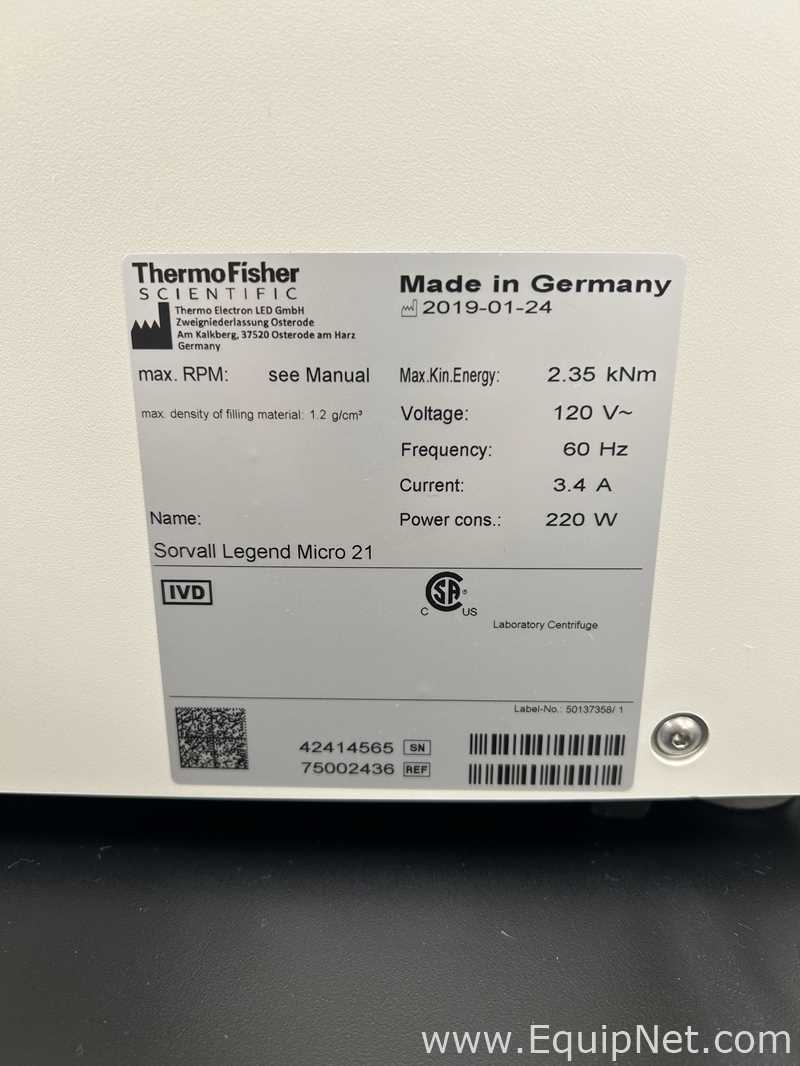 ThermoFisher
SCIENTIFIC
Thermo Electron LED GmbH
Zweigniederlassung Osterode
Am Kalkberg, 37520 Osterode am Harz
Germany
Made in Germany
2019-01-24
max. RPM: see Manual
max. density of filling material: 1.2 g/cm³
Max.Kin.Energy: 2.35 kNm
Voltage: 120 V~
Frequency: 60 Hz
Current: 3.4 A
Power cons.: 220 W
Name:
Sorvall Legend Micro 21
IVD
CSA®
C US
Laboratory Centrifuge
Label-No.: 50137358/ 1
42414565 SN
75002436 REF
www.EquipNet.com